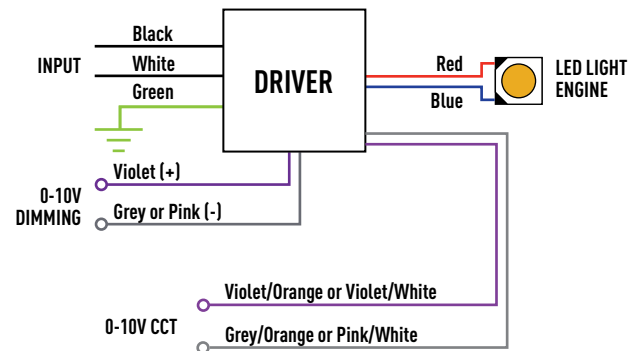 Black
INPUT
White
Green
DRIVER
Red
Blue
LED LIGHT
ENGINE
Violet (+)
0-10V
DIMMING
Grey or Pink (-)
Violet/Orange or Violet/White
0-10V CCT
Grey/Orange or Pink/White